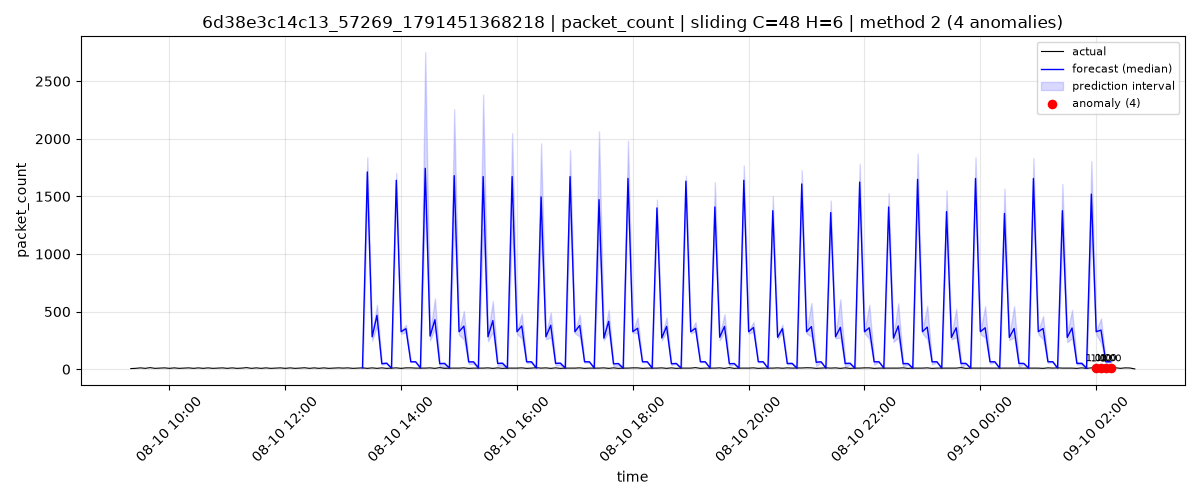 6d38e3c14c13_57269_1791451368218 | packet_count | sliding C=48 H=6 | method 2 (4 anomalies)
actual
forecast (median)
prediction interval
anomaly (4)
packet_count
2500
2000
1500
1000
500
0
08-10 10:00
08-10 12:00
08-10 14:00
08-10 16:00
08-10 18:00
08-10 20:00
08-10 22:00
09-10 00:00
09-10 02:00
time